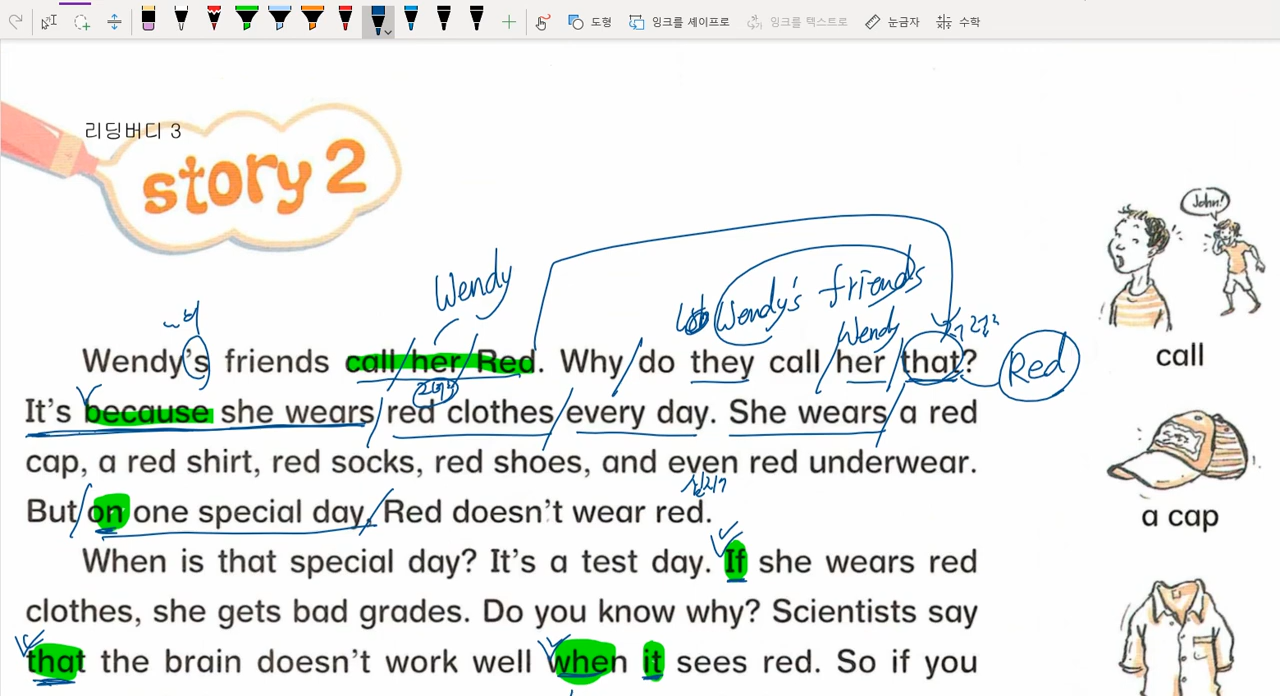 도형 잉크를 셰이프로 잉크를 텍스트로 눈금자 수학
리딩버디 3
story 2
John!
Wendy
Wendy's friends
Wendy
Wendy's friends call her Red. Why do they call her that?
Red
call
It's because she wears red clothes every day. She wears a red
cap, a red shirt, red socks, red shoes, and even red underwear.
심지어
But on one special day, Red doesn't wear red.
a cap
When is that special day? It's a test day. If she wears red
clothes, she gets bad grades. Do you know why? Scientists say
that the brain doesn't work well when it sees red. So if you